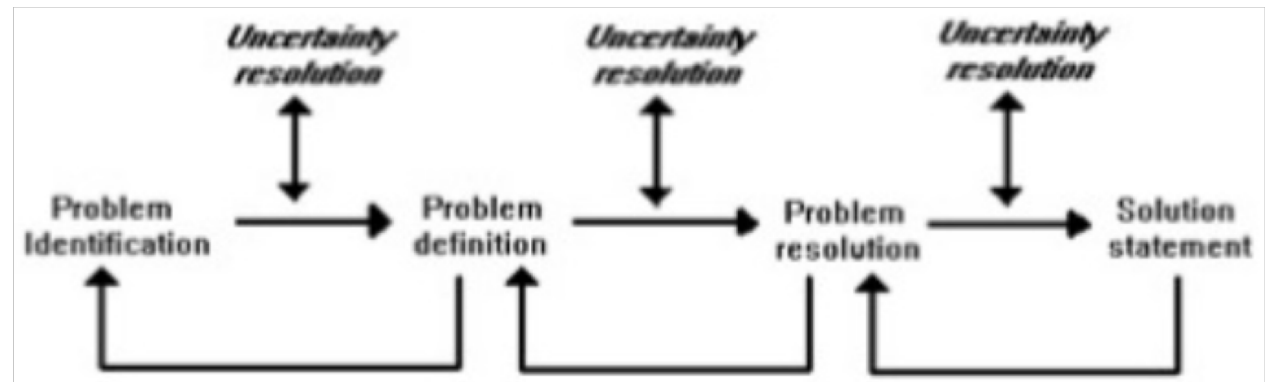 Uncertainty
resolution
Uncertainty
resolution
Uncertainty
resolution
Problem
Identification
Problem
definition
Problem
resolution
Solution
statement